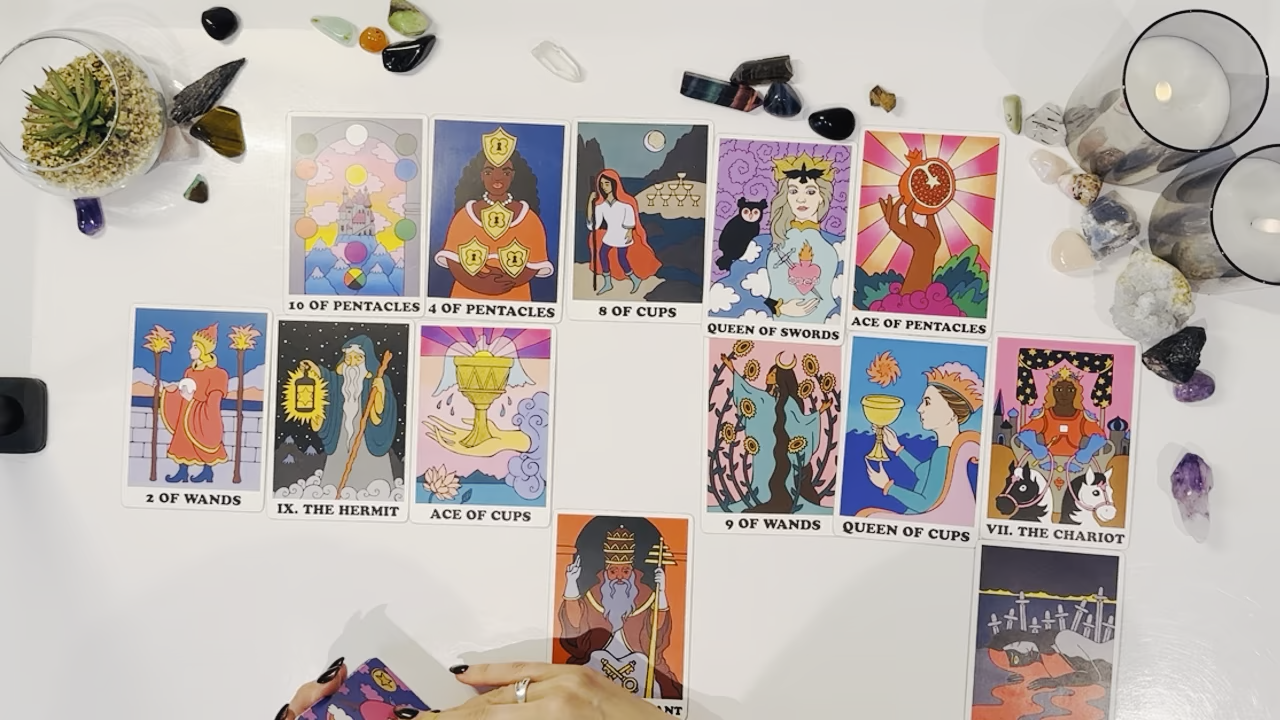 10 OF PENTACLES
4 OF PENTACLES
8 OF CUPS
QUEEN OF SWORDS
ACE OF PENTACLES
2 OF WANDS
IX. THE HERMIT
ACE OF CUPS
9 OF WANDS
QUEEN OF CUPS
VII. THE CHARIOT
ANT